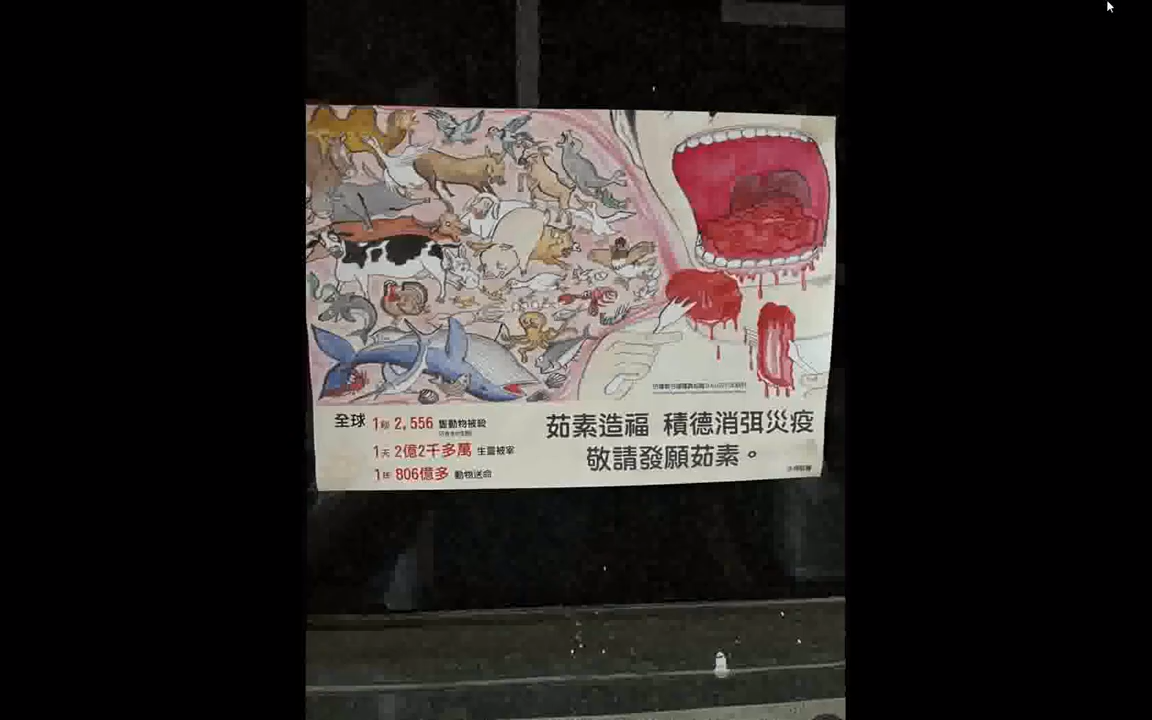 全球 1秒 2,556 隻動物被殺
1天 2億2千多萬 生靈被宰
1年 806億多 動物送命
茹素造福 積德消弭災疫
敬請發願茹素。